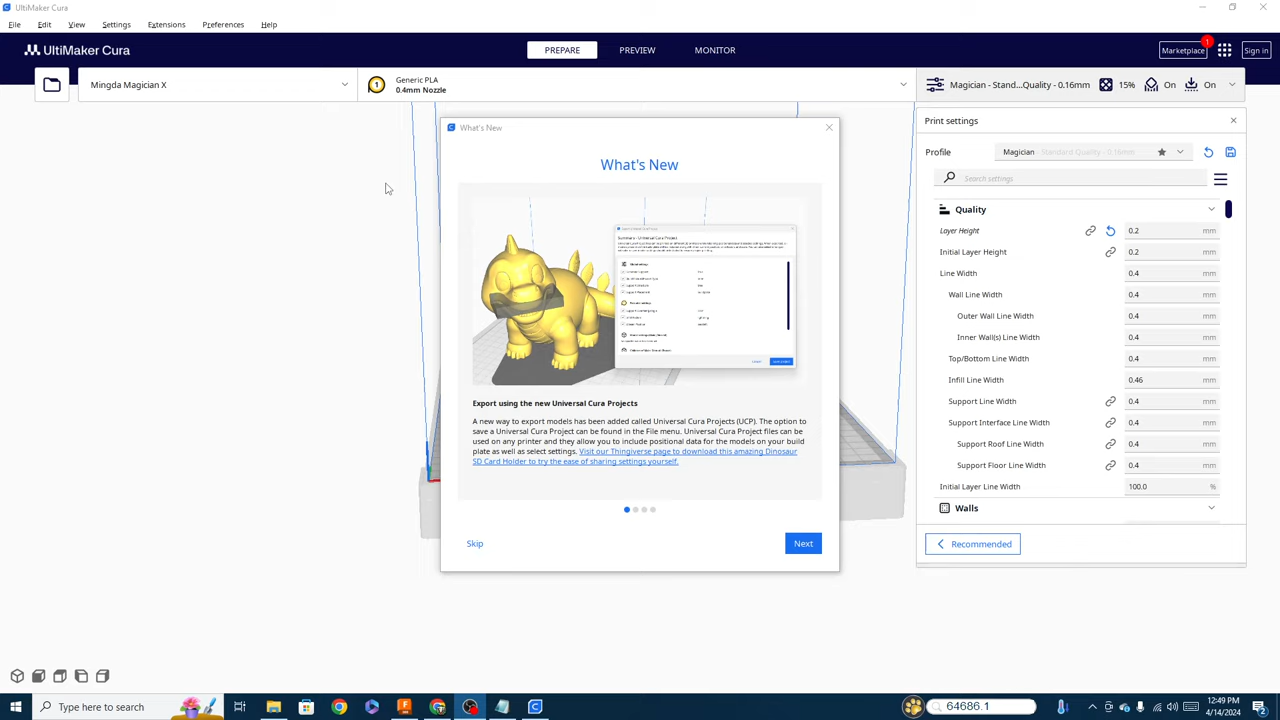 UltiMaker Cura
File Edit View Settings Extensions Preferences Help
UltiMaker Cura
PREPARE PREVIEW MONITOR
Marketplace 1 Sign in
Mingda Magician X
1 Generic PLA
0.4mm Nozzle
Magician - Stand...Quality - 0.16mm 15% On On
What's New
What's New
Export using the new Universal Cura Projects
A new way to export models has been added called Universal Cura Projects (UCP). The option to
save a Universal Cura Project can be found in the File menu. Universal Cura Project files can be
used on any printer and they allow you to include positional data for the models on your build
plate as well as select settings. Visit our Thingiverse page to download this amazing Dinosaur
SD Card Holder to try the ease of sharing settings yourself.
Skip Next
Print settings
Profile Magician Standard Quality - 0.16mm
Search settings
Quality
Layer Height 0.2 mm
Initial Layer Height 0.2 mm
Line Width 0.4 mm
Wall Line Width 0.4 mm
Outer Wall Line Width 0.4 mm
Inner Wall(s) Line Width 0.4 mm
Top/Bottom Line Width 0.4 mm
Infill Line Width 0.46 mm
Support Line Width 0.4 mm
Support Interface Line Width 0.4 mm
Support Roof Line Width 0.4 mm
Support Floor Line Width 0.4 mm
Initial Layer Line Width 100.0 %
Walls
Recommended
Type here to search
64686.1
12:49 PM
4/14/2024
2